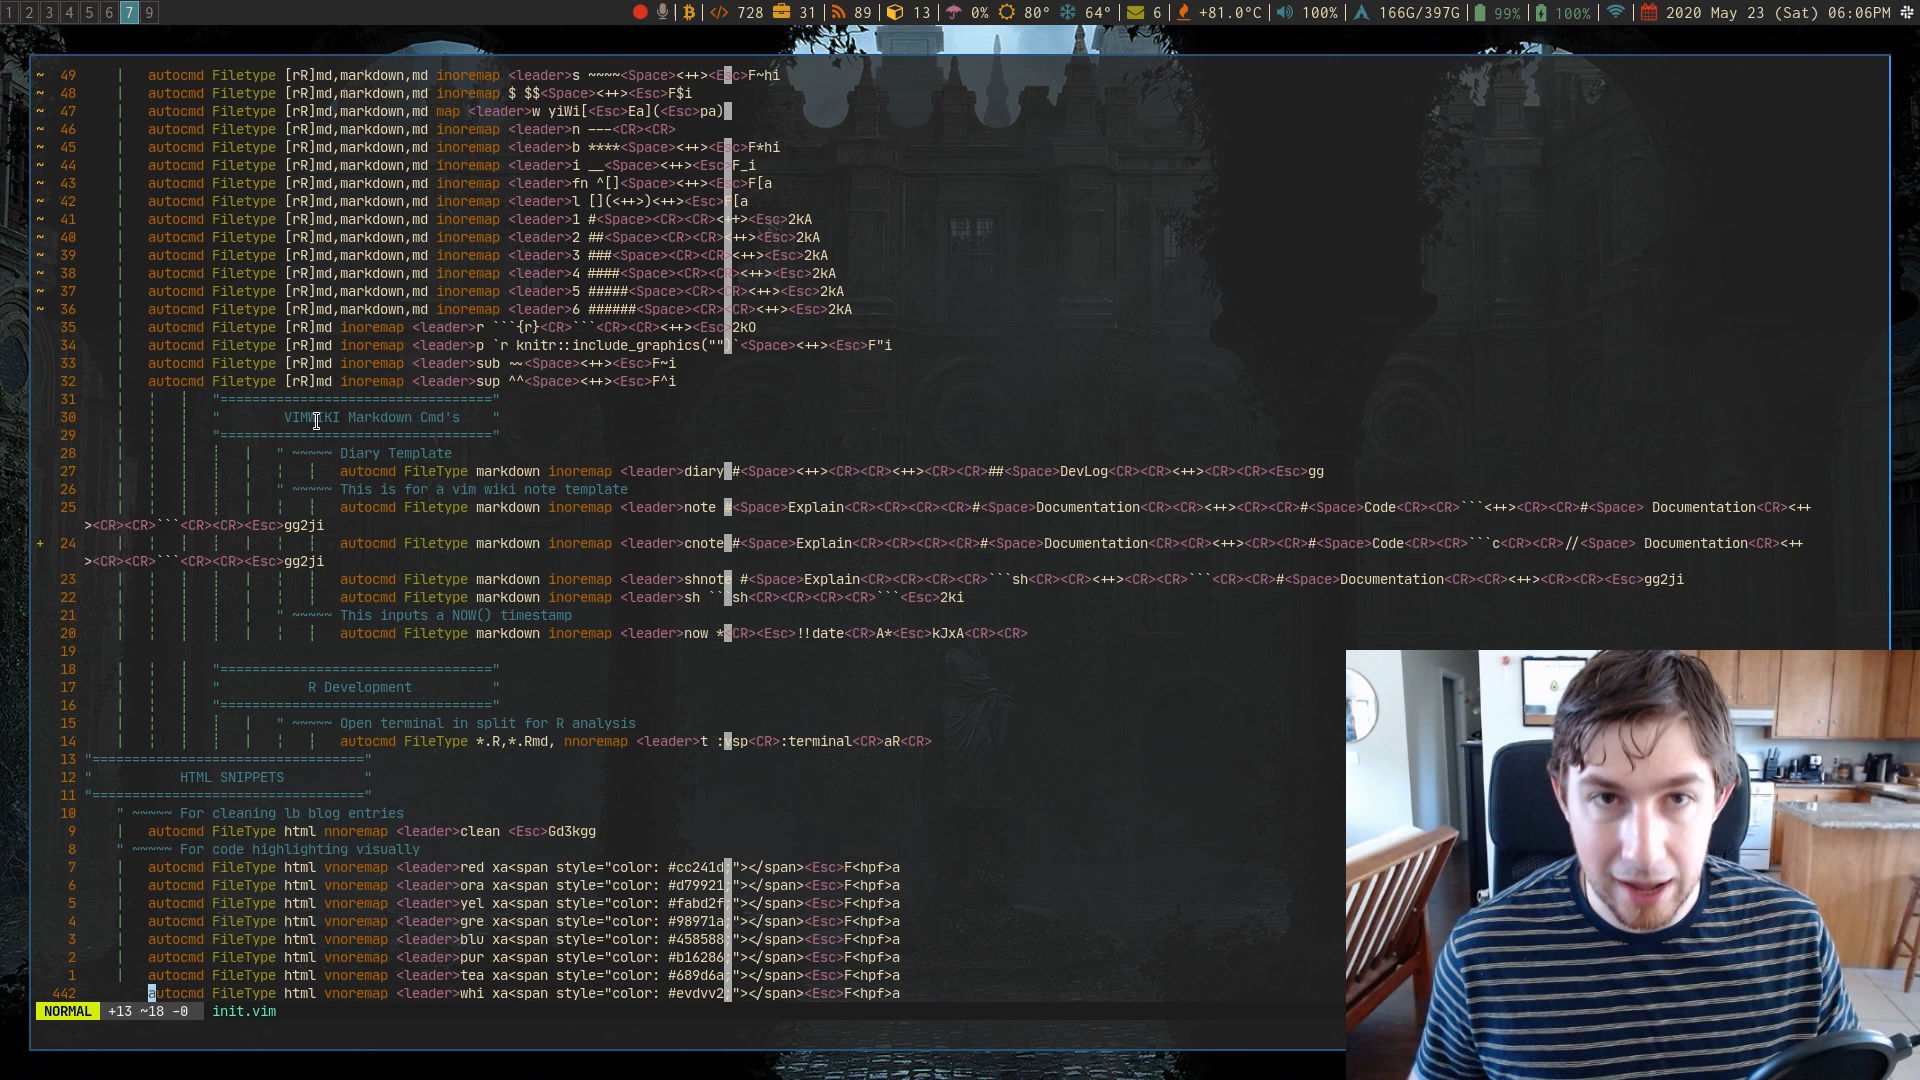 1 2 3 4 5 6 7 9 728 31 89 13 0% 80° 64° 6 +81.0°C 100% 166G/397G 99% 100% 2020 May 23 (Sat) 06:06PM
~ 49 autocmd Filetype [rR]md,markdown,md inoremap <leader>s ~~~~<Space><++><Esc>F~hi
~ 48 autocmd Filetype [rR]md,markdown,md inoremap $ $$<Space><++><Esc>F$i
~ 47 autocmd Filetype [rR]md,markdown,md map <leader>w yiWi[<Esc>Ea](<Esc>pa)
~ 46 autocmd Filetype [rR]md,markdown,md inoremap <leader>n ---<CR><CR>
~ 45 autocmd Filetype [rR]md,markdown,md inoremap <leader>b ****<Space><++><Esc>F*hi
~ 44 autocmd Filetype [rR]md,markdown,md inoremap <leader>i __<Space><++><Esc>F_i
~ 43 autocmd Filetype [rR]md,markdown,md inoremap <leader>fn ^[]<Space><++><Esc>F[a
~ 42 autocmd Filetype [rR]md,markdown,md inoremap <leader>l [](<++>)<++><Esc>F[a
~ 41 autocmd Filetype [rR]md,markdown,md inoremap <leader>1 #<Space><CR><CR><++><Esc>2kA
~ 40 autocmd Filetype [rR]md,markdown,md inoremap <leader>2 ##<Space><CR><CR><++><Esc>2kA
~ 39 autocmd Filetype [rR]md,markdown,md inoremap <leader>3 ###<Space><CR><CR><++><Esc>2kA
~ 38 autocmd Filetype [rR]md,markdown,md inoremap <leader>4 ####<Space><CR><CR><++><Esc>2kA
~ 37 autocmd Filetype [rR]md,markdown,md inoremap <leader>5 #####<Space><CR><CR><++><Esc>2kA
~ 36 autocmd Filetype [rR]md,markdown,md inoremap <leader>6 ######<Space><CR><CR><++><Esc>2kA
35 autocmd Filetype [rR]md inoremap <leader>r ```{r}<CR>```<CR><CR><++><Esc>2kO
34 autocmd Filetype [rR]md inoremap <leader>p `r knitr::include_graphics("")`<Space><++><Esc>F"i
33 autocmd Filetype [rR]md inoremap <leader>sub ~~<Space><++><Esc>F~i
32 autocmd Filetype [rR]md inoremap <leader>sup ^^<Space><++><Esc>F^i
31 "=================================="
30 " VIMWIKI Markdown Cmd's "
29 "=================================="
28 " ~~~~~ Diary Template
27 autocmd FileType markdown inoremap <leader>diary #<Space><++><CR><CR><++><CR><CR>##<Space>DevLog<CR><CR><++><CR><CR><Esc>gg
26 " ~~~~~ This is for a vim wiki note template
25 autocmd Filetype markdown inoremap <leader>note #<Space>Explain<CR><CR><CR><CR>#<Space>Documentation<CR><CR><++><CR><CR>#<Space>Code<CR><CR>```<++><CR>#<Space> Documentation<CR><++
><CR><CR>```<CR><CR><Esc>gg2ji
+ 24 autocmd Filetype markdown inoremap <leader>cnote #<Space>Explain<CR><CR><CR><CR>#<Space>Documentation<CR><CR><++><CR><CR>#<Space>Code<CR><CR>```c<CR>//<Space> Documentation<CR><++
><CR><CR>```<CR><CR><Esc>gg2ji
23 autocmd Filetype markdown inoremap <leader>shnote #<Space>Explain<CR><CR><CR><CR>```sh<CR><CR><++><CR><CR>```<CR><CR>#<Space>Documentation<CR><CR><++><CR><CR><Esc>gg2ji
22 autocmd Filetype markdown inoremap <leader>sh ```sh<CR><CR><CR><CR>```<Esc>2ki
21 " ~~~~~ This inputs a NOW() timestamp
20 autocmd Filetype markdown inoremap <leader>now *<CR><Esc>!!date<CR>A*<Esc>kJxA<CR><CR>
19
18 "=================================="
17 " R Development "
16 "=================================="
15 " ~~~~~ Open terminal in split for R analysis
14 autocmd FileType *.R,*.Rmd, nnoremap <leader>t :vsp<CR>:terminal<CR>aR<CR>
13 "=================================="
12 " HTML SNIPPETS "
11 "=================================="
10 " ~~~~~ For cleaning lb blog entries
9 autocmd FileType html nnoremap <leader>clean <Esc>Gd3kgg
8 " ~~~~~ For code highlighting visually
7 autocmd FileType html vnoremap <leader>red xa<span style="color: #cc241d;"></span><Esc>F<hpf>a
6 autocmd FileType html vnoremap <leader>ora xa<span style="color: #d79921;"></span><Esc>F<hpf>a
5 autocmd FileType html vnoremap <leader>yel xa<span style="color: #fabd2f;"></span><Esc>F<hpf>a
4 autocmd FileType html vnoremap <leader>gre xa<span style="color: #98971a;"></span><Esc>F<hpf>a
3 autocmd FileType html vnoremap <leader>blu xa<span style="color: #458588;"></span><Esc>F<hpf>a
2 autocmd FileType html vnoremap <leader>pur xa<span style="color: #b16286;"></span><Esc>F<hpf>a
1 autocmd FileType html vnoremap <leader>tea xa<span style="color: #689d6a;"></span><Esc>F<hpf>a
442 autocmd FileType html vnoremap <leader>whi xa<span style="color: #evdvv2;"></span><Esc>F<hpf>a
NORMAL +13 ~18 -0 init.vim